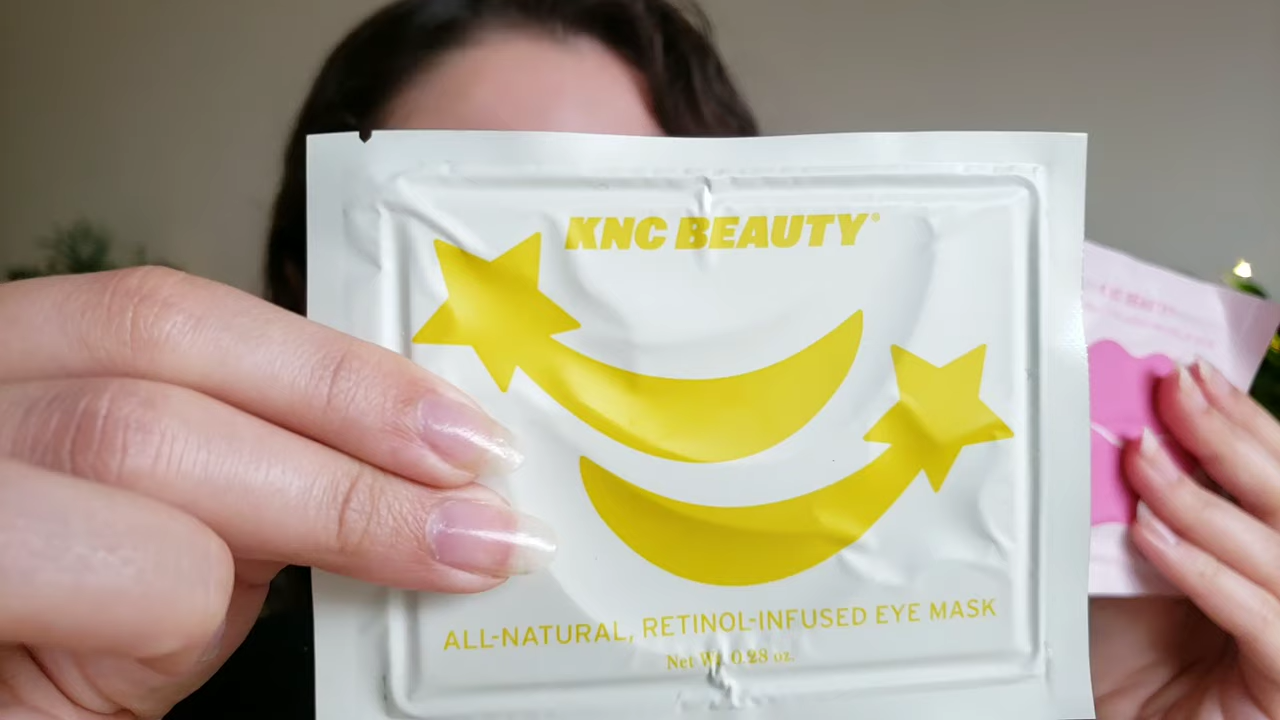 KNC BEAUTY®
ALL-NATURAL, RETINOL-INFUSED EYE MASK
Net Wt. 0.28 oz.